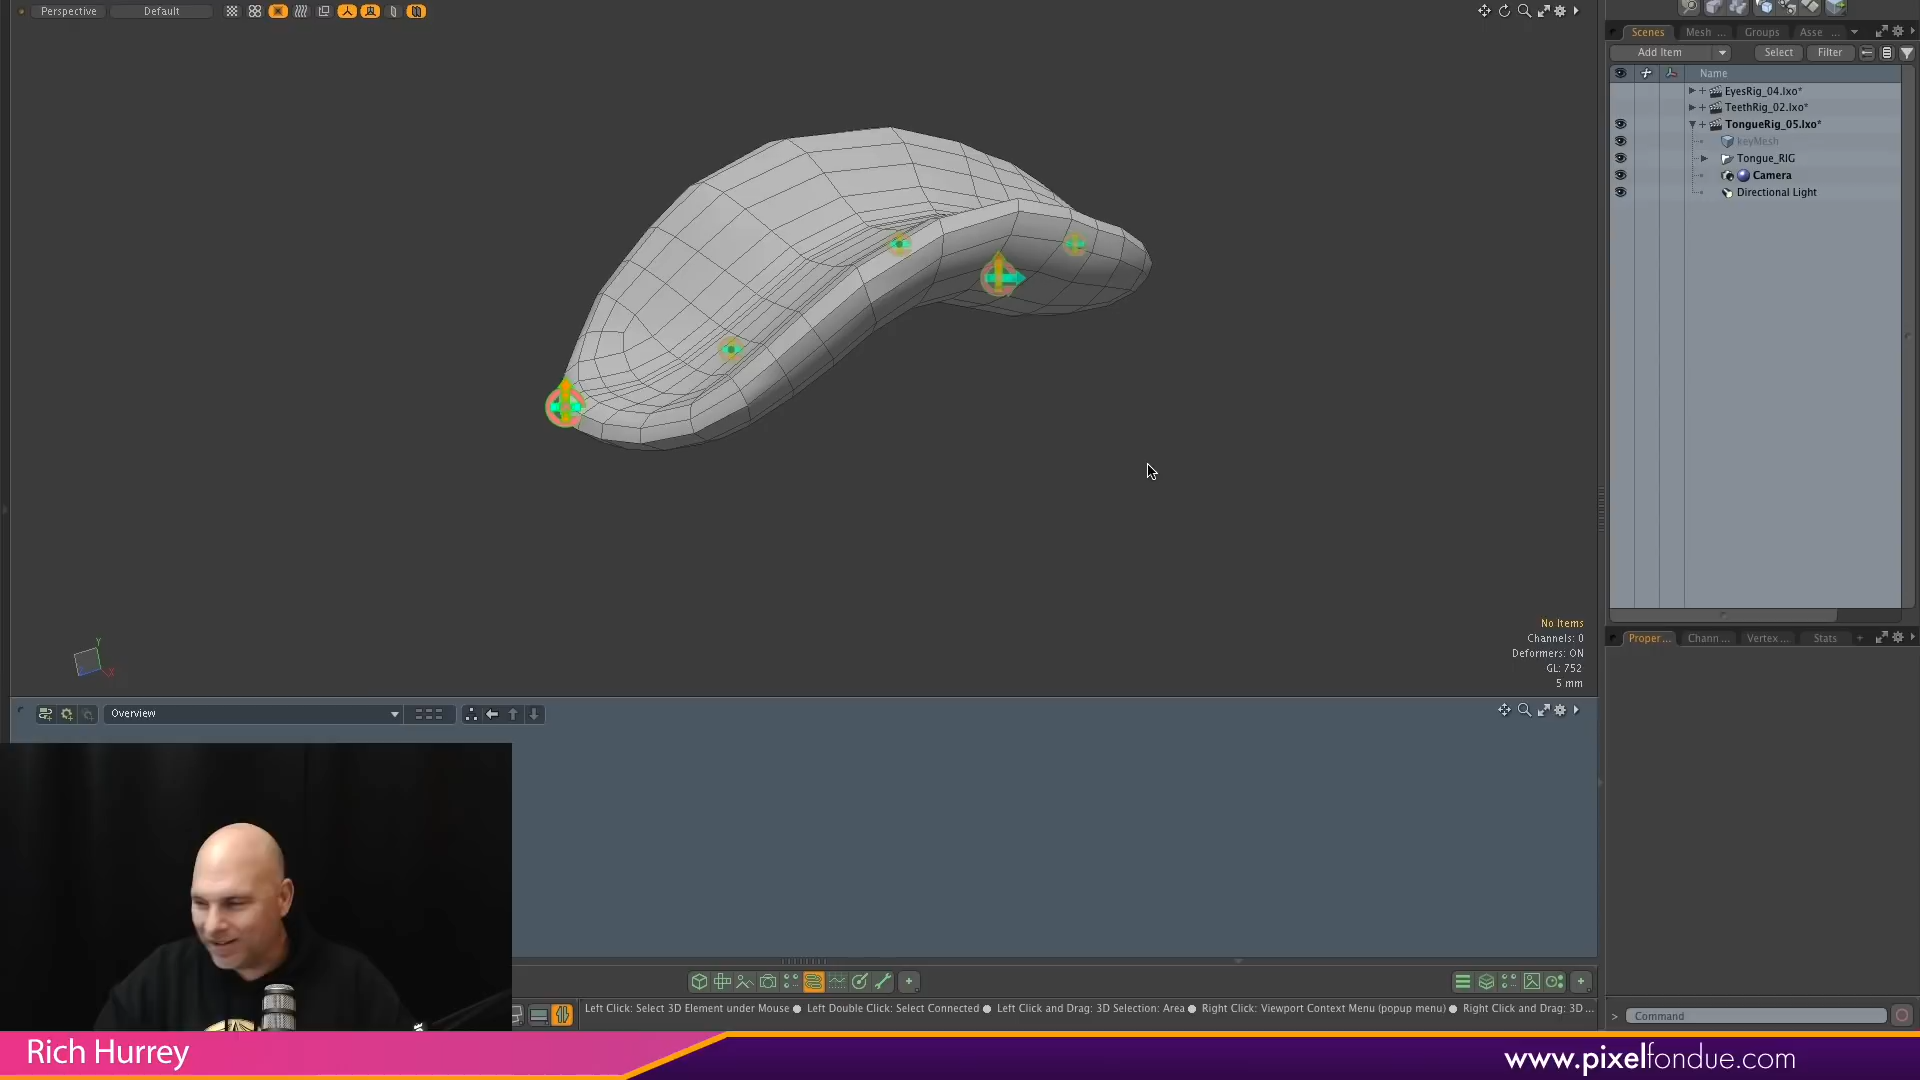 Perspective
Default
Scenes
Mesh ...
Groups
Asse ...
Add Item
Select
Filter
Name
EyesRig_04.lxo*
TeethRig_02.lxo*
TongueRig_05.lxo*
keyMesh
Tongue_RIG
Camera
Directional Light
No Items
Channels: 0
Deformers: ON
GL: 752
5 mm
Y
X
Proper...
Chann ...
Vertex ...
Stats
Overview
Left Click: Select 3D Element under Mouse ● Left Double Click: Select Connected ● Left Click and Drag: 3D Selection: Area ● Right Click: Viewport Context Menu (popup menu) ● Right Click and Drag: 3D ...
> Command
Rich Hurrey
www.pixelfondue.com